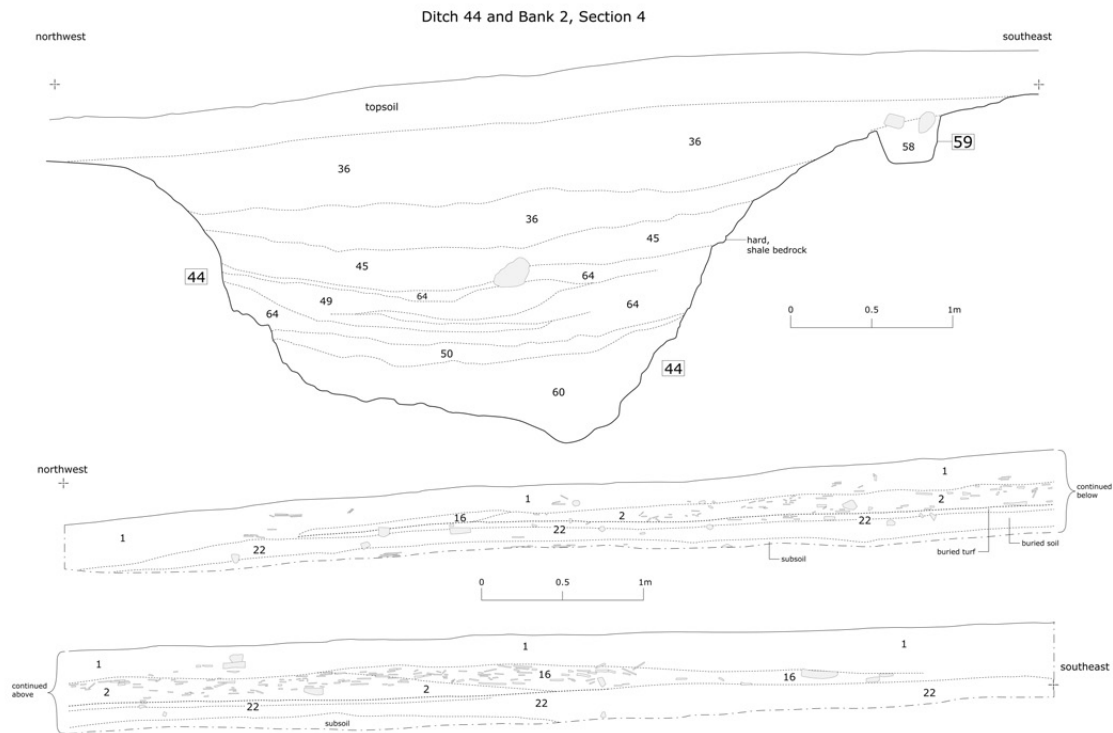 Ditch 44 and Bank 2, Section 4
northwest
southeast
topsoil
36
36
58
59
36
45
hard,
shale bedrock
45
44
64
49
64
64
64
0
0.5
1m
50
44
60
northwest
1
1
2
continued
below
16
2
22
22
1
22
buried turf
buried soil
subsoil
0
0.5
1m
1
1
1
16
southeast
continued
above
2
2
16
22
22
22
subsoil